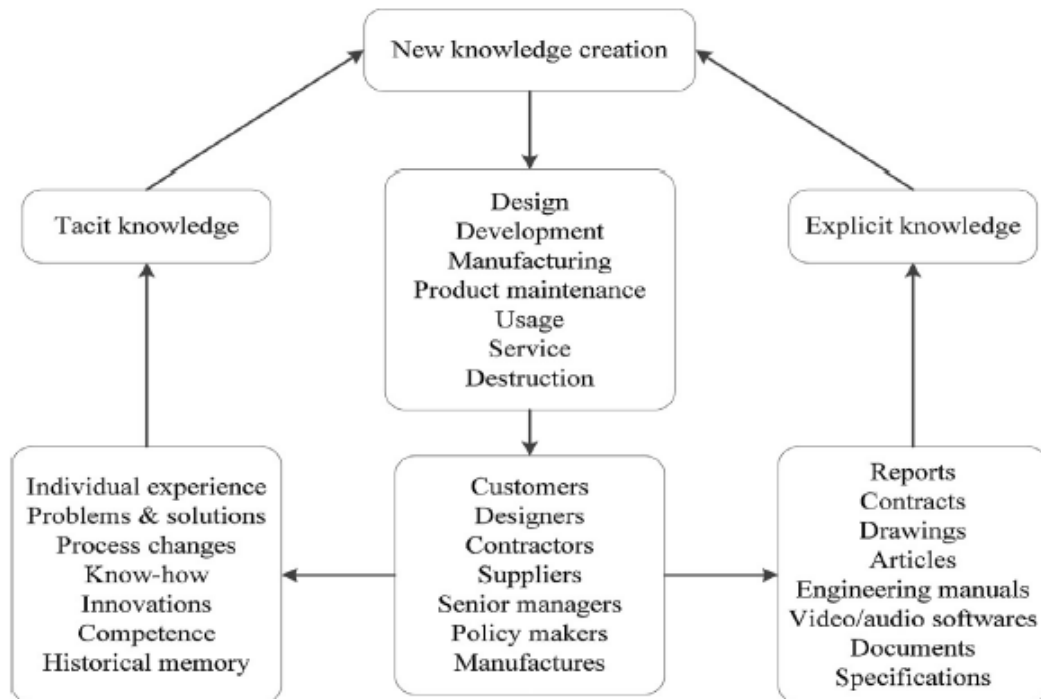 New knowledge creation
Tacit knowledge
Explicit knowledge
Design
Development
Manufacturing
Product maintenance
Usage
Service
Destruction
Individual experience
Problems & solutions
Process changes
Know-how
Innovations
Competence
Historical memory
Customers
Designers
Contractors
Suppliers
Senior managers
Policy makers
Manufactures
Reports
Contracts
Drawings
Articles
Engineering manuals
Video/audio softwares
Documents
Specifications